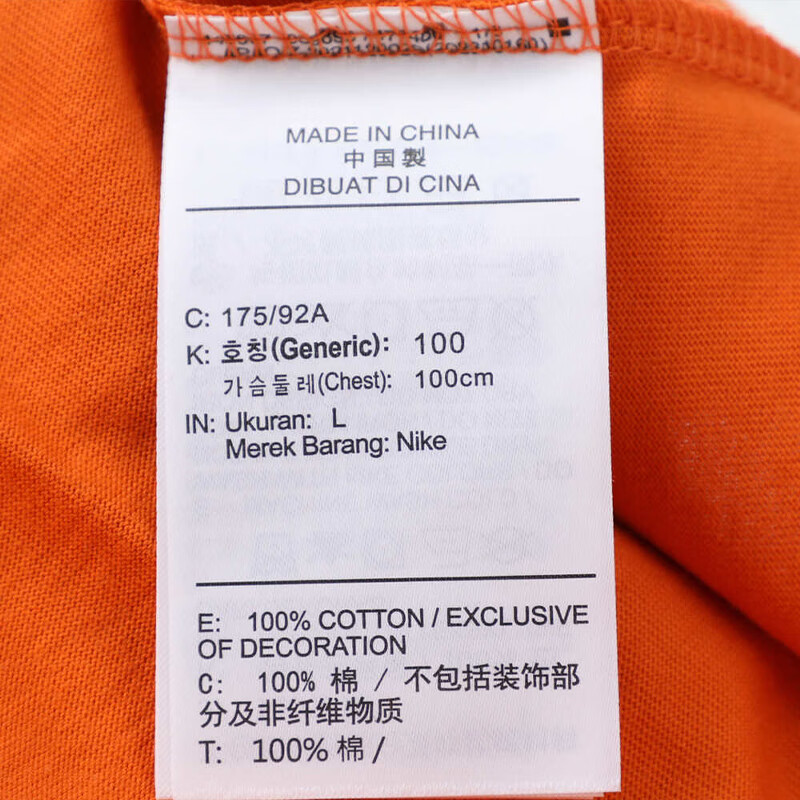 MADE IN CHINA
中国製
DIBUAT DI CINA
C: 175/92A
K: 호칭(Generic): 100
가슴둘레(Chest): 100cm
IN: Ukuran: L
Merek Barang: Nike
E: 100% COTTON / EXCLUSIVE
OF DECORATION
C: 100% 棉 / 不包括装饰部
分及非纤维物质
T: 100% 棉 /